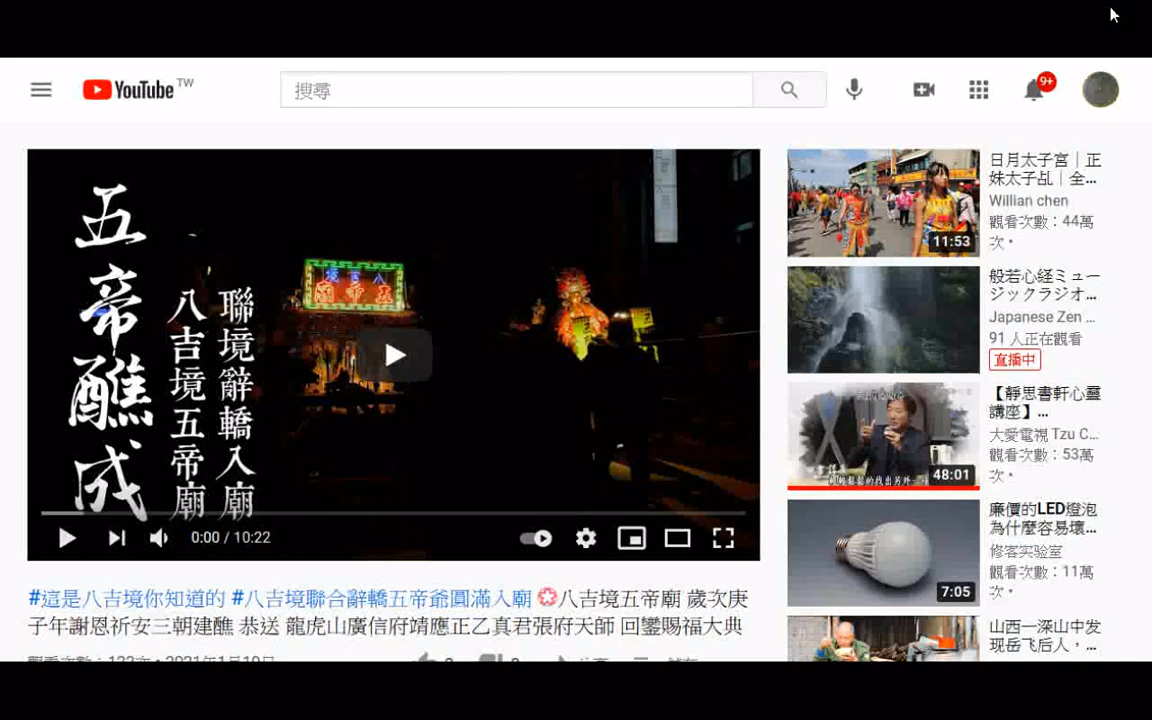 YouTube TW
搜尋
9+
五帝醮成
聯境辭轎入廟
八吉境五帝廟
八吉境
五帝廟
0:00 / 10:22
#這是八吉境你知道的 #八吉境聯合辭轎五帝爺圓滿入廟 💮八吉境五帝廟 歲次庚
子年謝恩祈安三朝建醮 恭送 龍虎山廣信府靖應正乙真君張府天師 回鑾賜福大典
日月太子宮｜正
妹太子乩｜全...
Willian chen
觀看次數：44萬
次・
11:53
般若心経ミュー
ジックラジオ...
Japanese Zen ...
91 人正在觀看
直播中
【靜思書軒心靈
講座】...
大愛電視 Tzu C...
觀看次數：53萬
次・
48:01
廉價的LED燈泡
為什麼容易壞...
修客实验室
觀看次數：11萬
次・
7:05
山西一深山中发
现岳飞后人，...